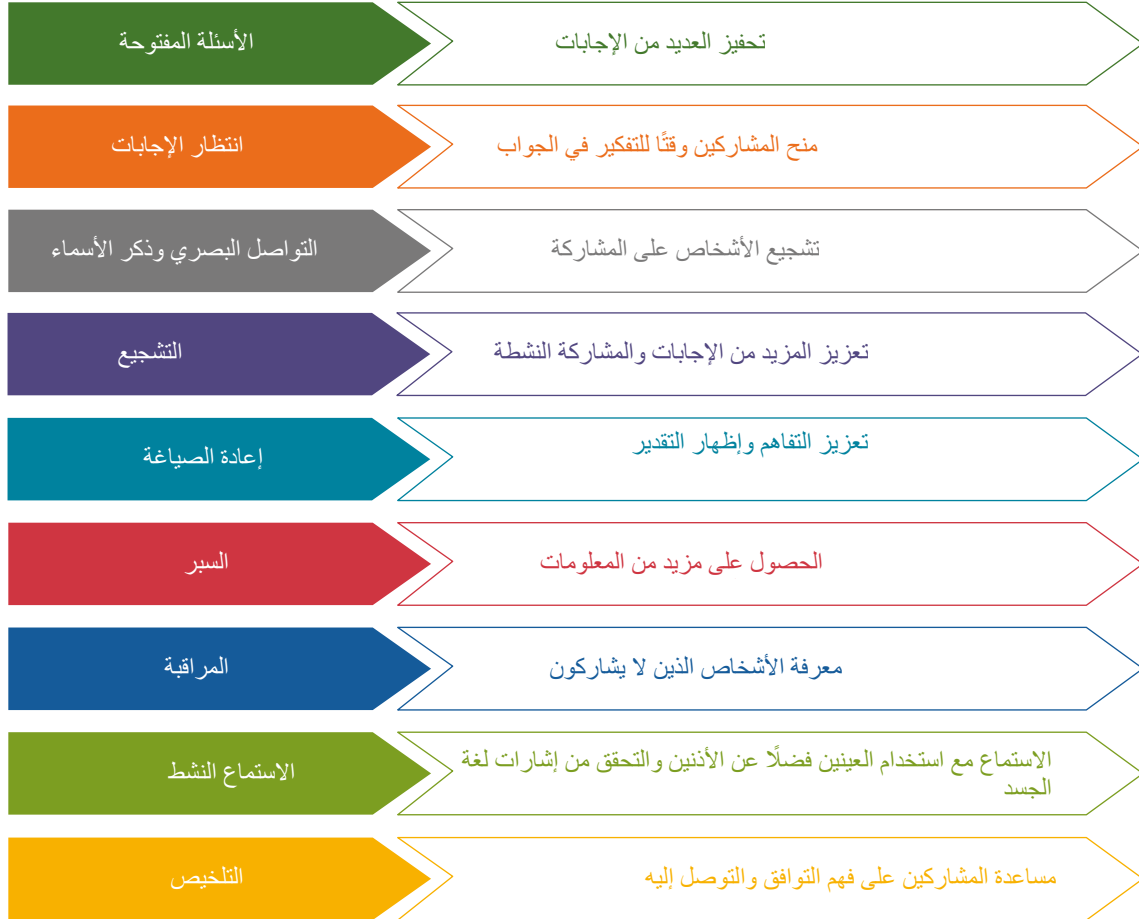 الأسئلة المفتوحة
تحفيز العديد من الإجابات
انتظار الإجابات
منح المشاركين وقتًا للتفكير في الجواب
التواصل البصري وذكر الأسماء
تشجيع الأشخاص على المشاركة
التشجيع
تعزيز المزيد من الإجابات والمشاركة النشطة
إعادة الصياغة
تعزيز التفاهم وإظهار التقدير
السبر
الحصول على مزيد من المعلومات
المراقبة
معرفة الأشخاص الذين لا يشاركون
الاستماع النشط
الاستماع مع استخدام العينين فضلًا عن الأذنين والتحقق من إشارات لغة
الجسد
التلخيص
مساعدة المشاركين على فهم التوافق والتوصل إليه